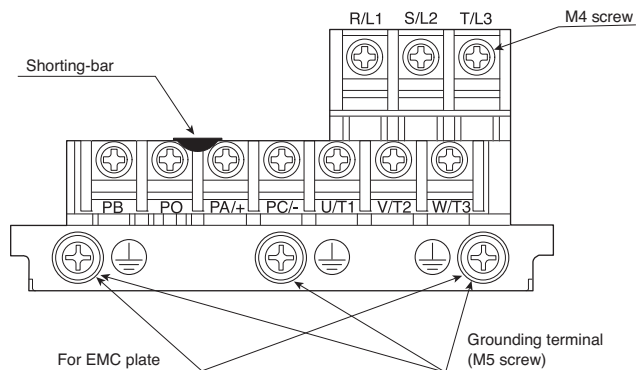 R/L1 S/L2 T/L3
M4 screw
Shorting-bar
PB PO PA/+ PC/- U/T1 V/T2 W/T3
For EMC plate
Grounding terminal
(M5 screw)